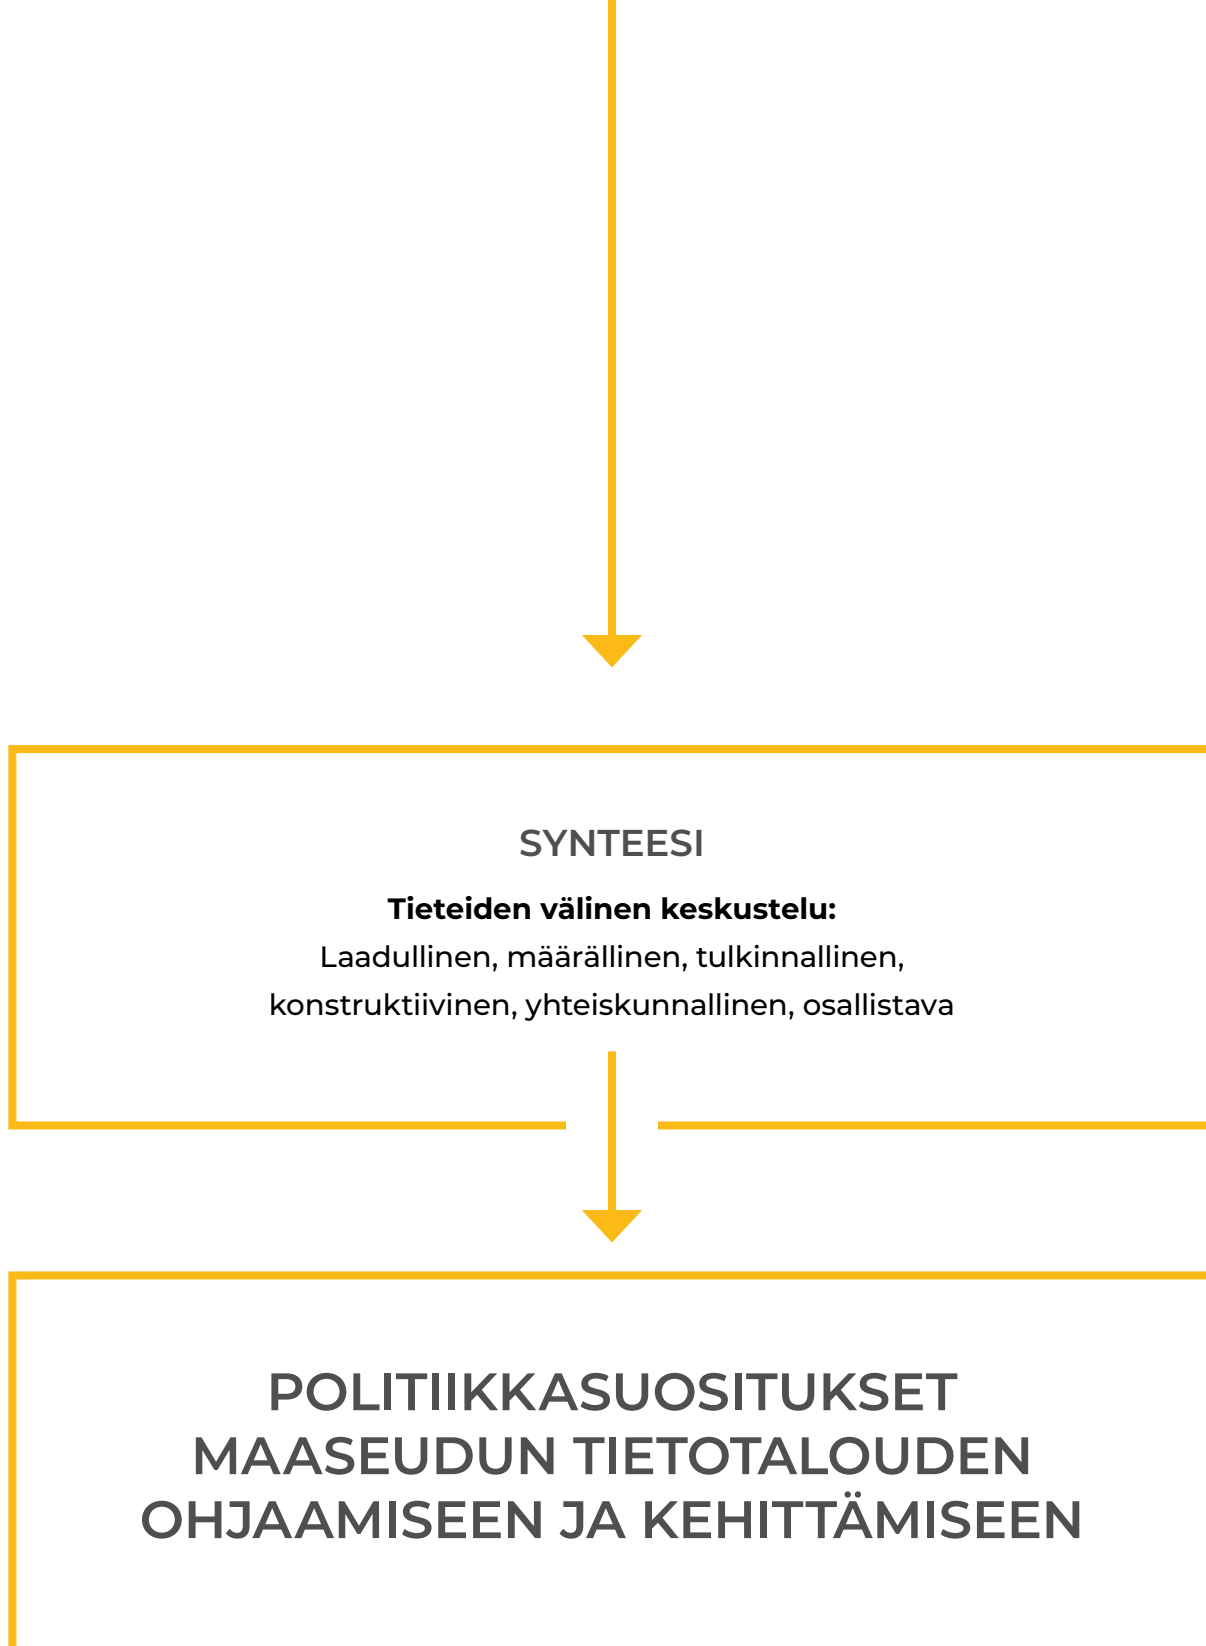 SYNTEESI
Tieteiden välinen keskustelu:
Laadullinen, määrällinen, tulkinnallinen,
konstruktiivinen, yhteiskunnallinen, osallistava
POLITIIKKASUOSITUKSET
MAASEUDUN TIETOTALOUDEN
OHJAAMISEEN JA KEHITTÄMISEEN